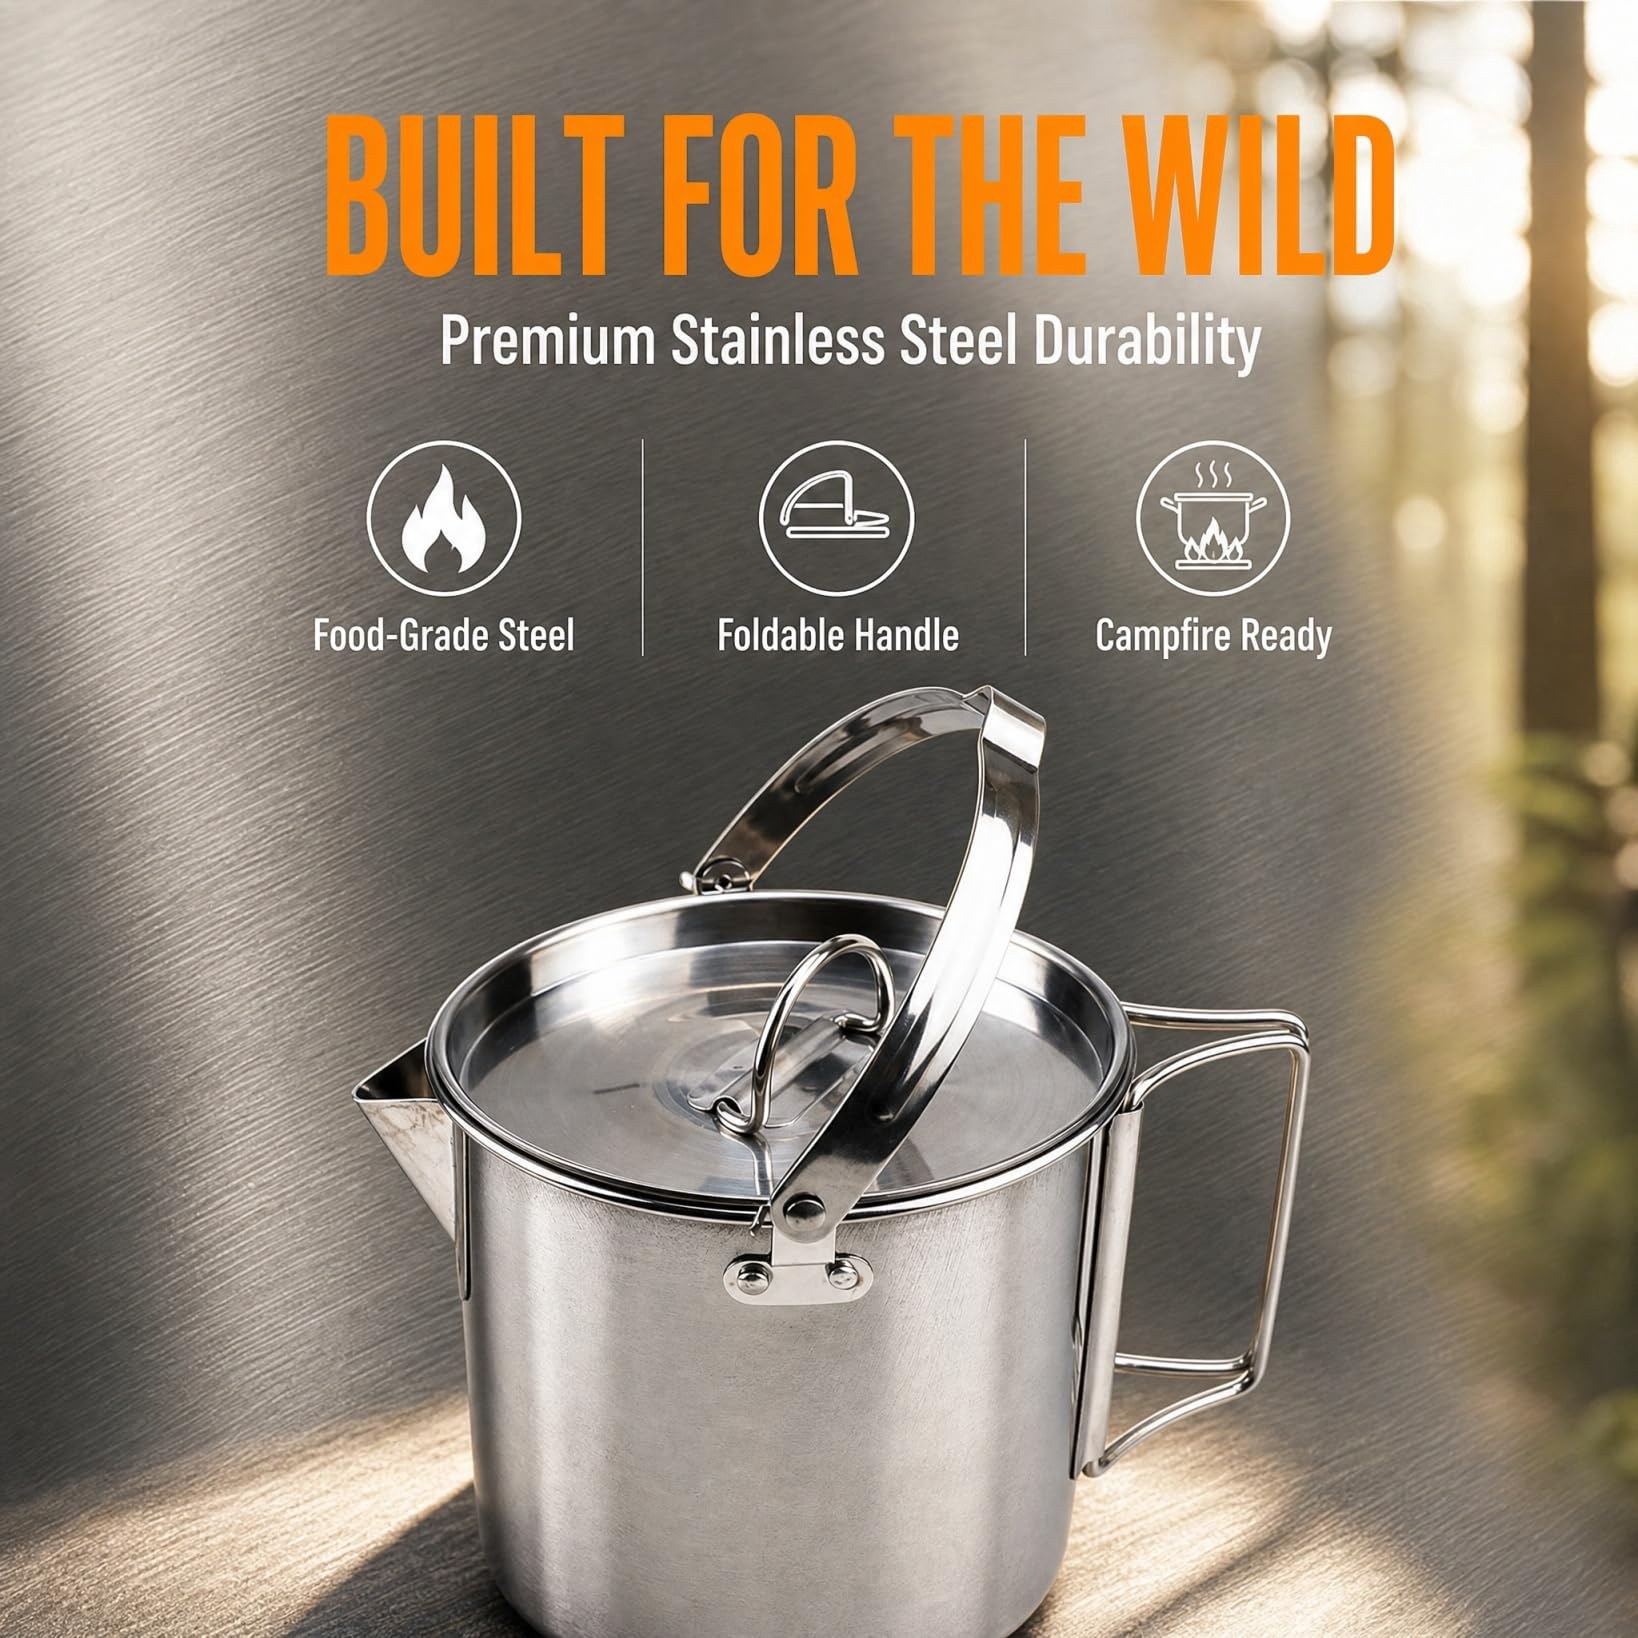 BUILT FOR THE WILD
Premium Stainless Steel Durability
Food-Grade Steel
Foldable Handle
Campfire Ready